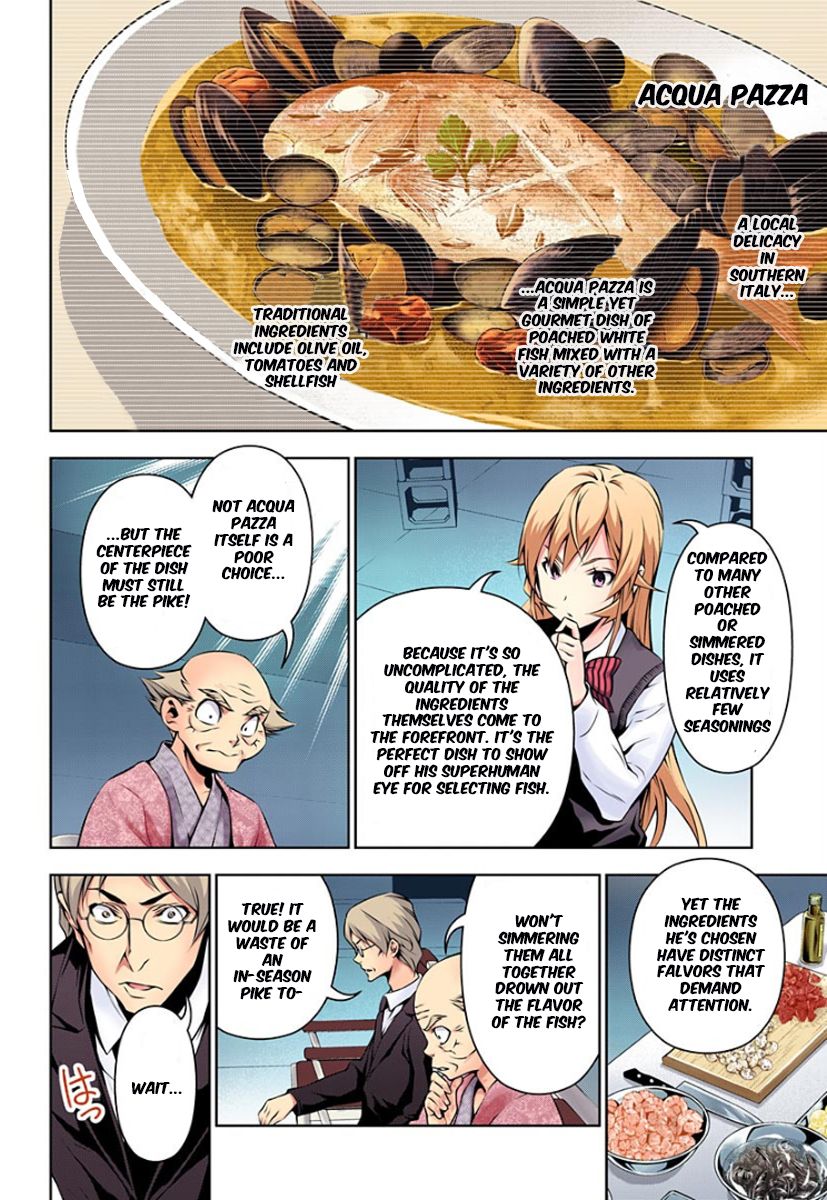 ACQUA PAZZA
A LOCAL
DELICACY
IN
SOUTHERN
ITALY...
...ACQUA PAZZA IS
A SIMPLE YET
GOURMET DISH OF
POACHED WHITE
FISH MIXED WITH A
VARIETY OF OTHER
INGREDIENTS.
TRADITIONAL
INGREDIENTS
INCLUDE OLIVE OIL,
TOMATOES AND
SHELLFISH
COMPARED
TO MANY
OTHER
POACHED
OR
SIMMERED
DISHES, IT
USES
RELATIVELY
FEW
SEASONINGS
BECAUSE IT'S SO
UNCOMPLICATED, THE
QUALITY OF THE
INGREDIENTS
THEMSELVES COME TO
THE FOREFRONT. IT'S THE
PERFECT DISH TO SHOW
OFF HIS SUPERHUMAN
EYE FOR SELECTING FISH.
NOT ACQUA
PAZZA
ITSELF IS A
POOR
CHOICE...
...BUT THE
CENTERPIECE
OF THE DISH
MUST STILL
BE THE PIKE!
YET THE
INGREDIENTS
HE'S CHOSEN
HAVE DISTINCT
FALVORS THAT
DEMAND
ATTENTION.
WON'T
SIMMERING
THEM ALL
TOGETHER
DROWN OUT
THE FLAVOR
OF THE FISH?
TRUE! IT
WOULD BE A
WASTE OF
AN
IN-SEASON
PIKE TO-
WAIT...
はっ